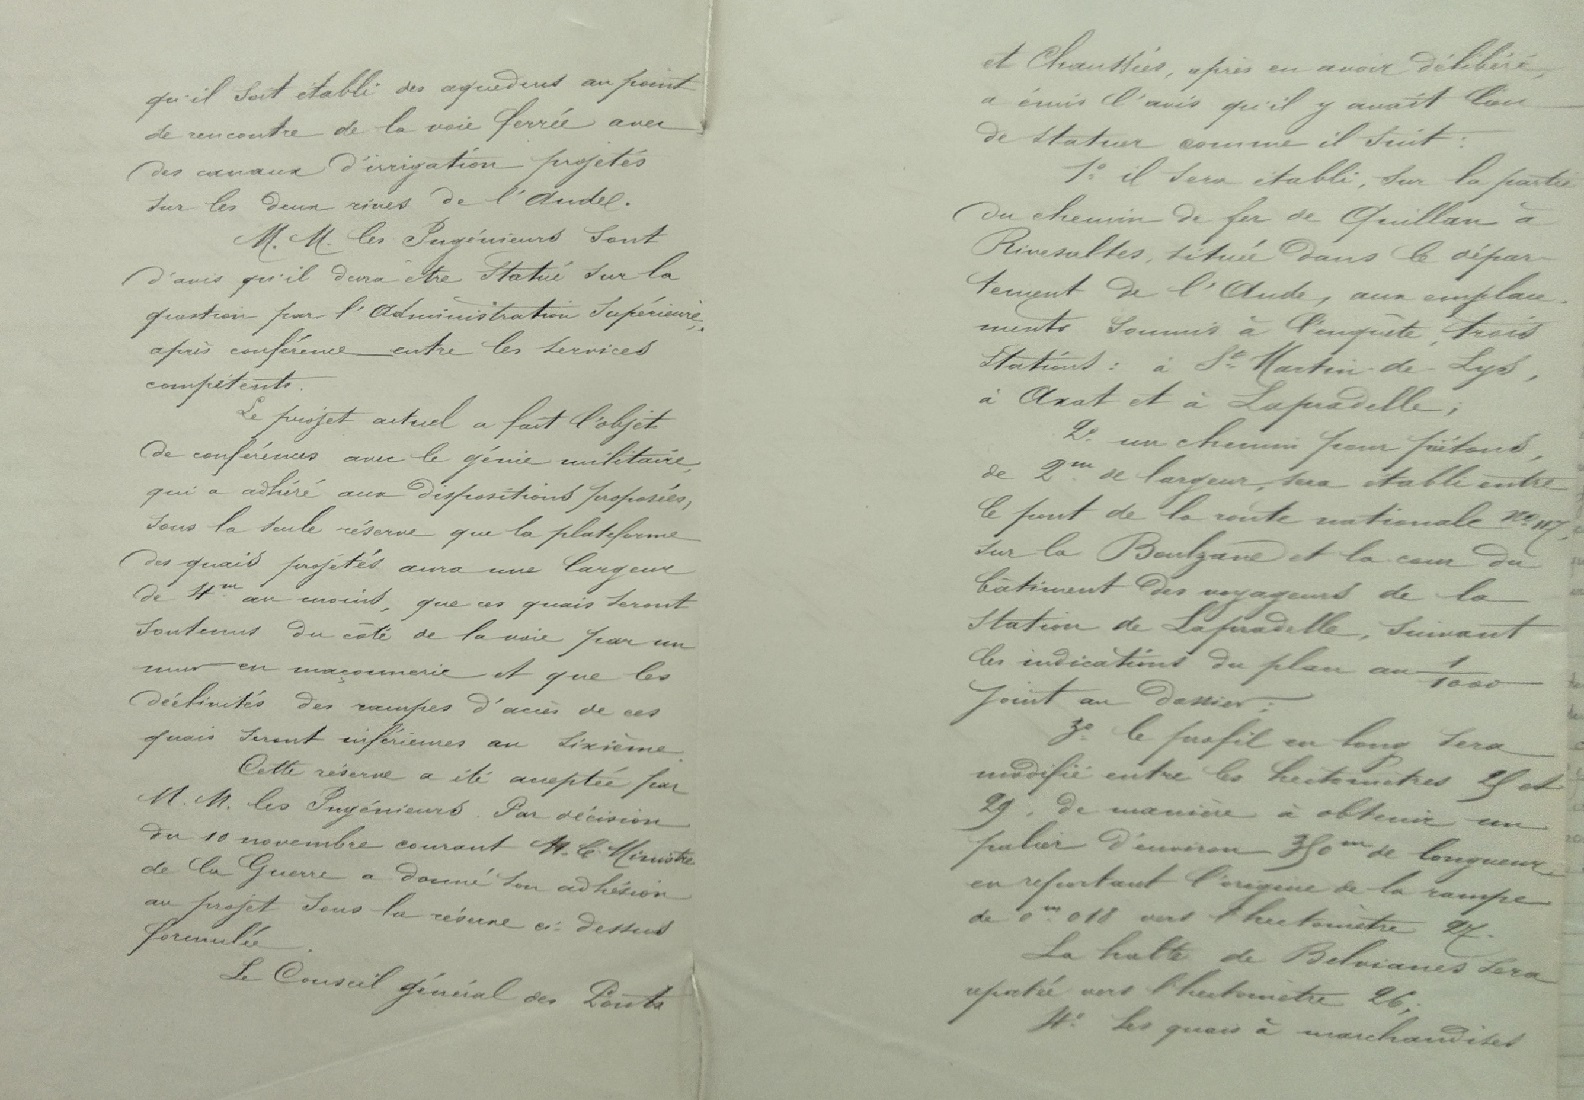 qu'il soit établi des aqueducs au point
de rencontre de la voie ferrée avec
des canaux d'irrigation projetés
sur les deux rives de l'Aude.
M. M. les Ingénieurs sont
d'avis qu'il devra être statué sur la
question par l'Administration Supérieure,
après conférence entre les services
compétents.
Le projet actuel a fait l'objet
de conférences avec le génie militaire,
qui a adhéré aux dispositions proposées,
sous la seule réserve que la plateforme
des quais projetés aura une largeur
de 4m au moins, que ces quais seront
soutenus du côté de la voie par un
mur en maçonnerie et que les
déclivités des rampes d'accès de ces
quais seront inférieures au sixième.
Cette réserve a été acceptée par
M. M. les Ingénieurs. Par décision
du 10 novembre courant M. le Ministre
de la Guerre a donné son adhésion
au projet sous la réserve ci-dessus
formulée.
Le Conseil général des Ponts
et Chaussées, après en avoir délibéré,
a émis l'avis qu'il y avait lieu
de statuer comme il suit :
1° il sera établi, sur la partie
du chemin de fer de Quillan à
Rivesaltes, située dans le dépar-
tement de l'Aude, aux emplace-
ments soumis à l'enquête, trois
stations : à St Martin-de-Lys,
à Axat et à Lapradelle ;
2° un chemin pour piétons,
de 2m de largeur, sera établi entre
le pont de la route nationale No 117,
sur la Boulzane et la cour du
bâtiment des voyageurs de la
station de Lapradelle, suivant
les indications du plan au 1/1000
joint au dossier ;
3° le profil en long sera
modifié entre les hectomètres 25 et
29, de manière à obtenir un
palier d'environ 350m de longueur
en reportant l'origine de la rampe
de 0m 018 vers l'hectomètre 27.
La halte de Belvianes sera
reportée vers l'hectomètre 26 ;
4° Les quais à marchandises